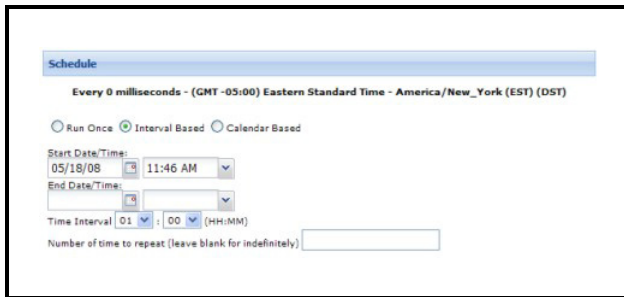 Schedule
Every 0 milliseconds - (GMT -05:00) Eastern Standard Time - America/New_York (EST) (DST)
Run Once Interval Based Calendar Based
Start Date/Time:
05/18/08 11:46 AM
End Date/Time:
Time Interval 01 : 00 (HH:MM)
Number of time to repeat (leave blank for indefinitely)